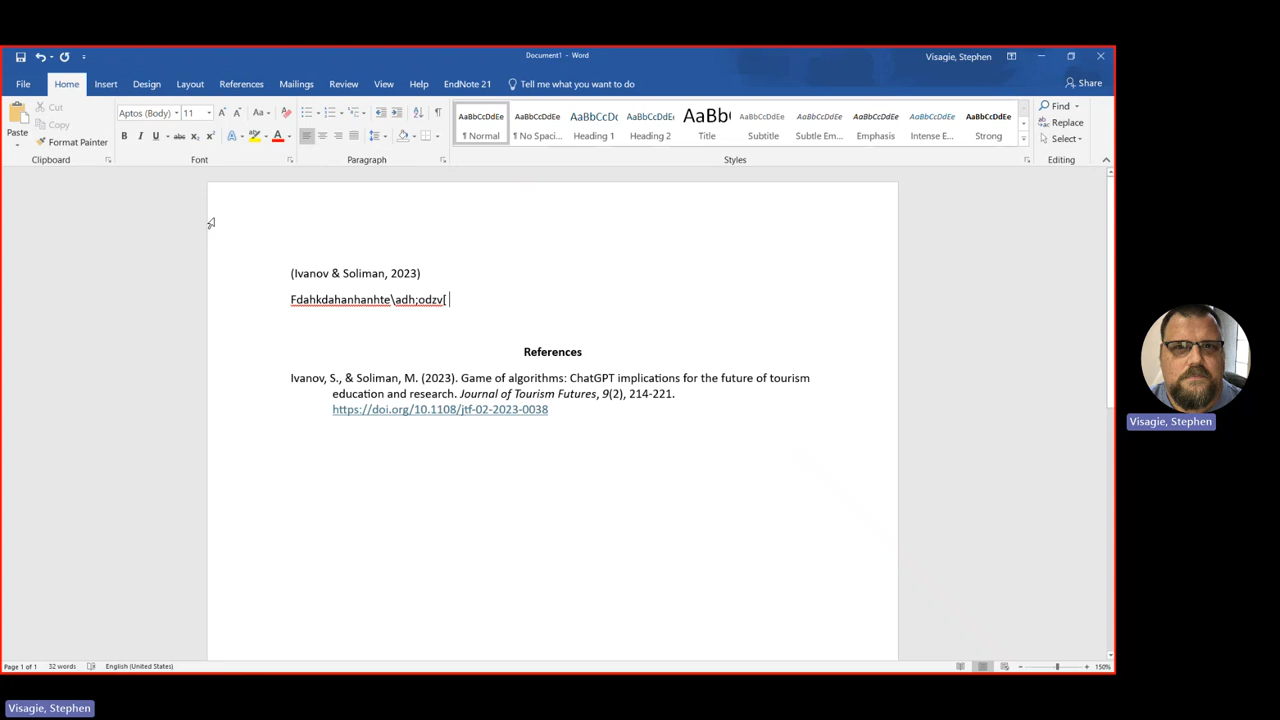 Document1 - Word
Visagie, Stephen
File Home Insert Design Layout References Mailings Review View Help EndNote 21 Tell me what you want to do Share
Paste
Cut
Copy
Format Painter
Clipboard
Aptos (Body) 11
Font
Paragraph
AaBbCcDdEe AaBbCcDdEe AaBbCcDc AaBbCcDdEe AaBb( AaBbCcDdEe AaBbCcDdEe AaBbCcDdEe AaBbCcDdEe AaBbCcDdEe
¶ Normal ¶ No Spaci... Heading 1 Heading 2 Title Subtitle Subtle Em... Emphasis Intense E... Strong
Styles
Find
Replace
Select
Editing
(Ivanov & Soliman, 2023)
Fdahkdahanhanhte\adh;odzv[
References
Ivanov, S., & Soliman, M. (2023). Game of algorithms: ChatGPT implications for the future of tourism
education and research. Journal of Tourism Futures, 9(2), 214-221.
https://doi.org/10.1108/jtf-02-2023-0038
Visagie, Stephen
Page 1 of 1 32 words English (United States) 150%
Visagie, Stephen